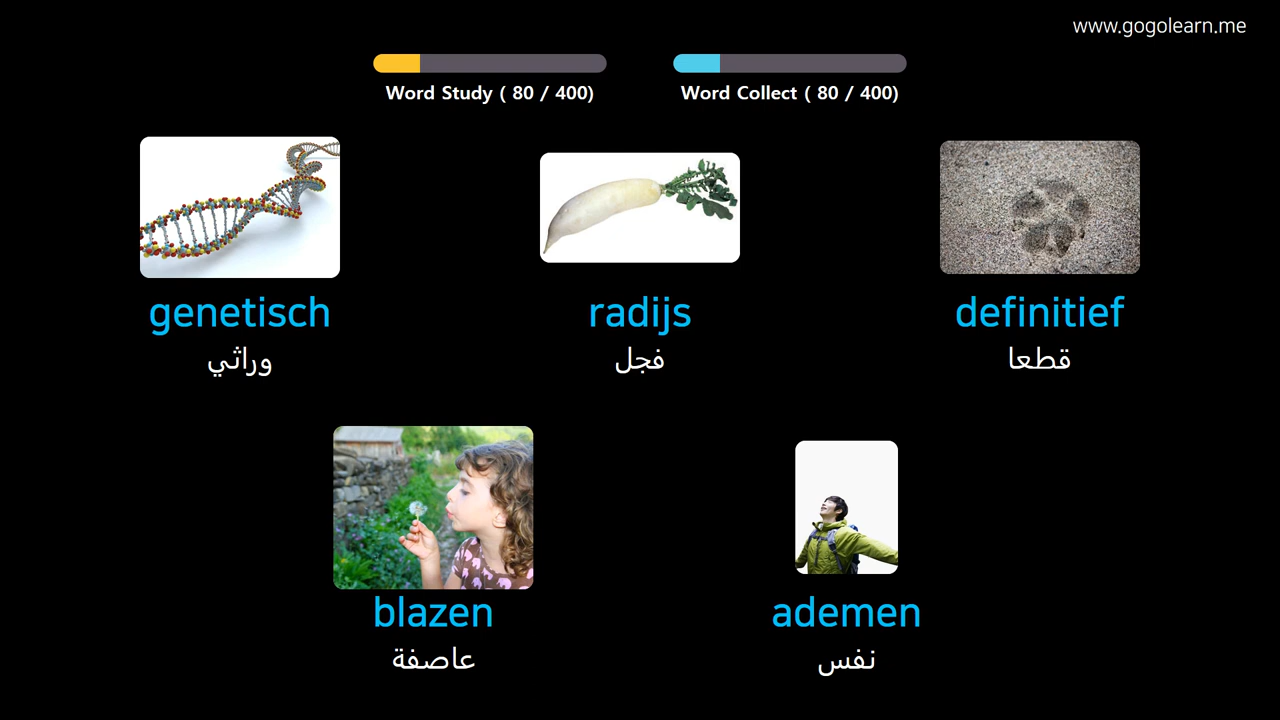 www.gogolearn.me
Word Study ( 80 / 400)
Word Collect ( 80 / 400)
genetisch
وراثي
radijs
فجل
definitief
قطعا
blazen
عاصفة
ademen
نفس